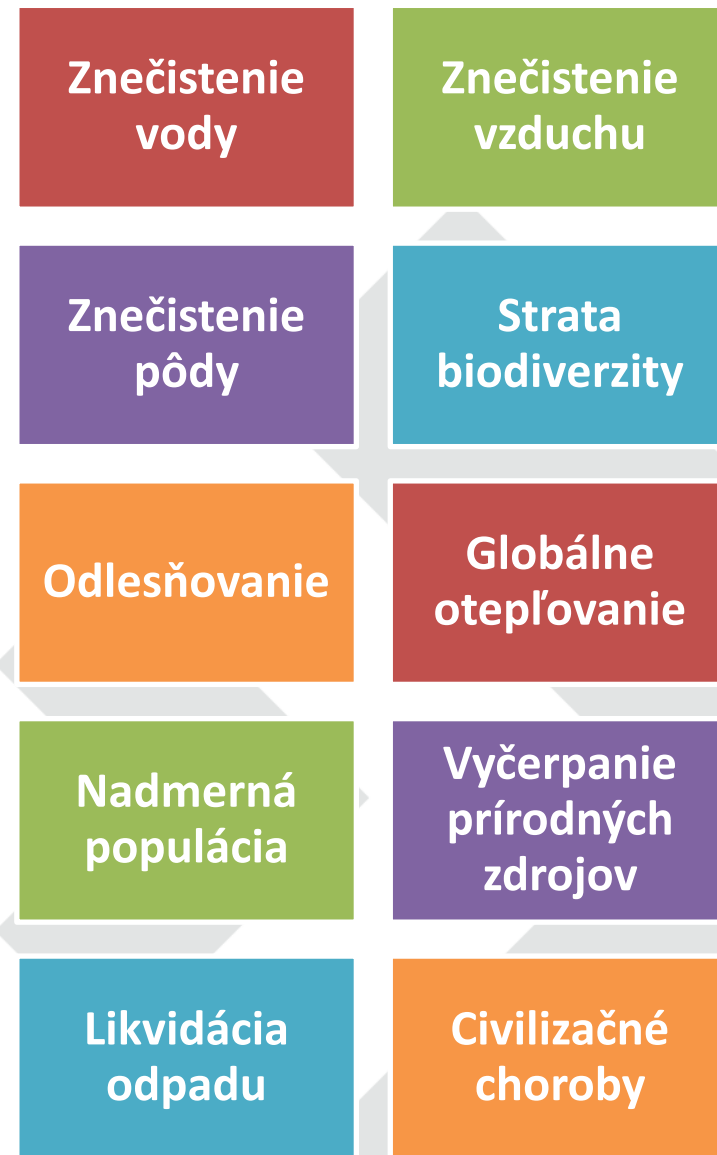 Znečistenie
vody
Znečistenie
vzduchu
Znečistenie
pôdy
Strata
biodiverzity
Odlesňovanie
Globálne
otepľovanie
Nadmerná
populácia
Vyčerpanie
prírodných
zdrojov
Likvidácia
odpadu
Civilizačné
choroby